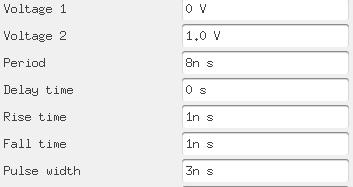 Voltage 1 0 V
Voltage 2 1.0 V
Period 8n s
Delay time 0 s
Rise time 1n s
Fall time 1n s
Pulse width 3n s